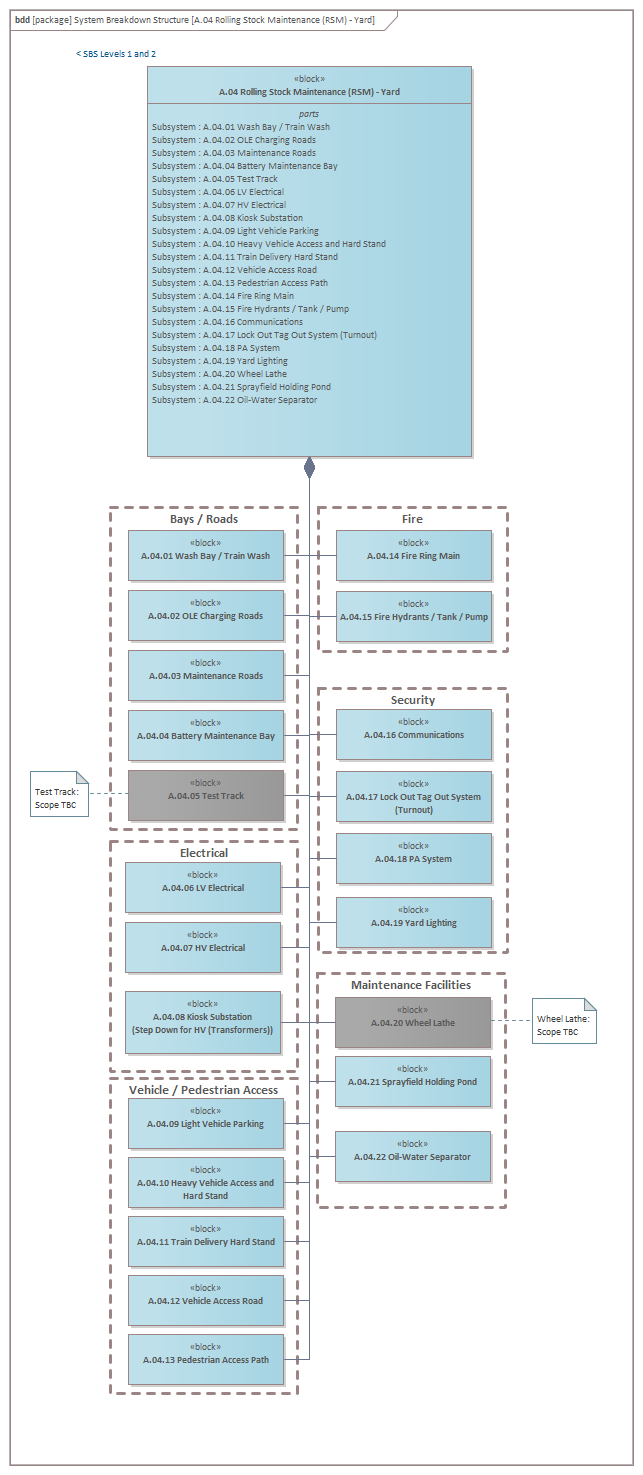 bdd [package] System Breakdown Structure [A.04 Rolling Stock Maintenance (RSM) - Yard]
< SBS Levels 1 and 2
«block»
A.04 Rolling Stock Maintenance (RSM) - Yard
parts
Subsystem : A.04.01 Wash Bay / Train Wash
Subsystem : A.04.02 OLE Charging Roads
Subsystem : A.04.03 Maintenance Roads
Subsystem : A.04.04 Battery Maintenance Bay
Subsystem : A.04.05 Test Track
Subsystem : A.04.06 LV Electrical
Subsystem : A.04.07 HV Electrical
Subsystem : A.04.08 Kiosk Substation
Subsystem : A.04.09 Light Vehicle Parking
Subsystem : A.04.10 Heavy Vehicle Access and Hard Stand
Subsystem : A.04.11 Train Delivery Hard Stand
Subsystem : A.04.12 Vehicle Access Road
Subsystem : A.04.13 Pedestrian Access Path
Subsystem : A.04.14 Fire Ring Main
Subsystem : A.04.15 Fire Hydrants / Tank / Pump
Subsystem : A.04.16 Communications
Subsystem : A.04.17 Lock Out Tag Out System (Turnout)
Subsystem : A.04.18 PA System
Subsystem : A.04.19 Yard Lighting
Subsystem : A.04.20 Wheel Lathe
Subsystem : A.04.21 Sprayfield Holding Pond
Subsystem : A.04.22 Oil-Water Separator
Bays / Roads
«block»
A.04.01 Wash Bay / Train Wash
«block»
A.04.02 OLE Charging Roads
«block»
A.04.03 Maintenance Roads
«block»
A.04.04 Battery Maintenance Bay
«block»
A.04.05 Test Track
Test Track:
Scope TBC
Electrical
«block»
A.04.06 LV Electrical
«block»
A.04.07 HV Electrical
«block»
A.04.08 Kiosk Substation
(Step Down for HV (Transformers))
Vehicle / Pedestrian Access
«block»
A.04.09 Light Vehicle Parking
«block»
A.04.10 Heavy Vehicle Access and
Hard Stand
«block»
A.04.11 Train Delivery Hard Stand
«block»
A.04.12 Vehicle Access Road
«block»
A.04.13 Pedestrian Access Path
Fire
«block»
A.04.14 Fire Ring Main
«block»
A.04.15 Fire Hydrants / Tank / Pump
Security
«block»
A.04.16 Communications
«block»
A.04.17 Lock Out Tag Out System
(Turnout)
«block»
A.04.18 PA System
«block»
A.04.19 Yard Lighting
Maintenance Facilities
«block»
A.04.20 Wheel Lathe
Wheel Lathe:
Scope TBC
«block»
A.04.21 Sprayfield Holding Pond
«block»
A.04.22 Oil-Water Separator